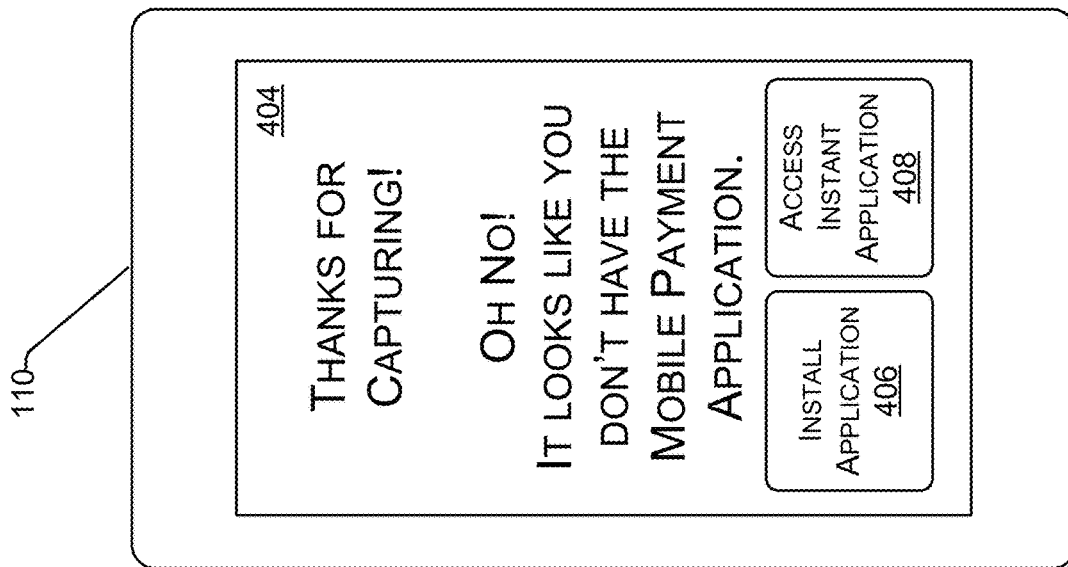 110
404
THANKS FOR
CAPTURING!
OH NO!
IT LOOKS LIKE YOU
DON'T HAVE THE
MOBILE PAYMENT
APPLICATION.
INSTALL
APPLICATION
406
ACCESS
INSTANT
APPLICATION
408